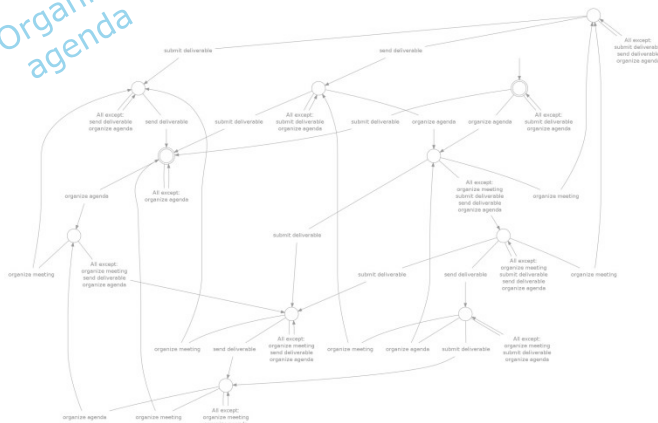 Organi
agenda
All except:
submit deliverabl
send deliverable
organize agenda
submit deliverable
send deliverable
All except:
send deliverable
organize agenda
send deliverable
submit deliverable
All except:
submit deliverable
organize agenda
submit deliverable
organize agenda
organize agenda
All except:
submit deliverable
organize agenda
organize agenda
All except:
organize agenda
All except:
organize meeting
submit deliverable
send deliverable
organize agenda
organize meeting
submit deliverable
organize meeting
All except:
organize meeting
send deliverable
organize agenda
submit deliverable
send deliverable
All except:
organize meeting
submit deliverable
send deliverable
organize agenda
organize meeting
organize meeting
send deliverable
All except:
organize meeting
send deliverable
organize agenda
organize meeting
organize agenda
submit deliverable
All except:
organize meeting
submit deliverable
organize agenda
organize agenda
organize meeting
All except:
organize meeting